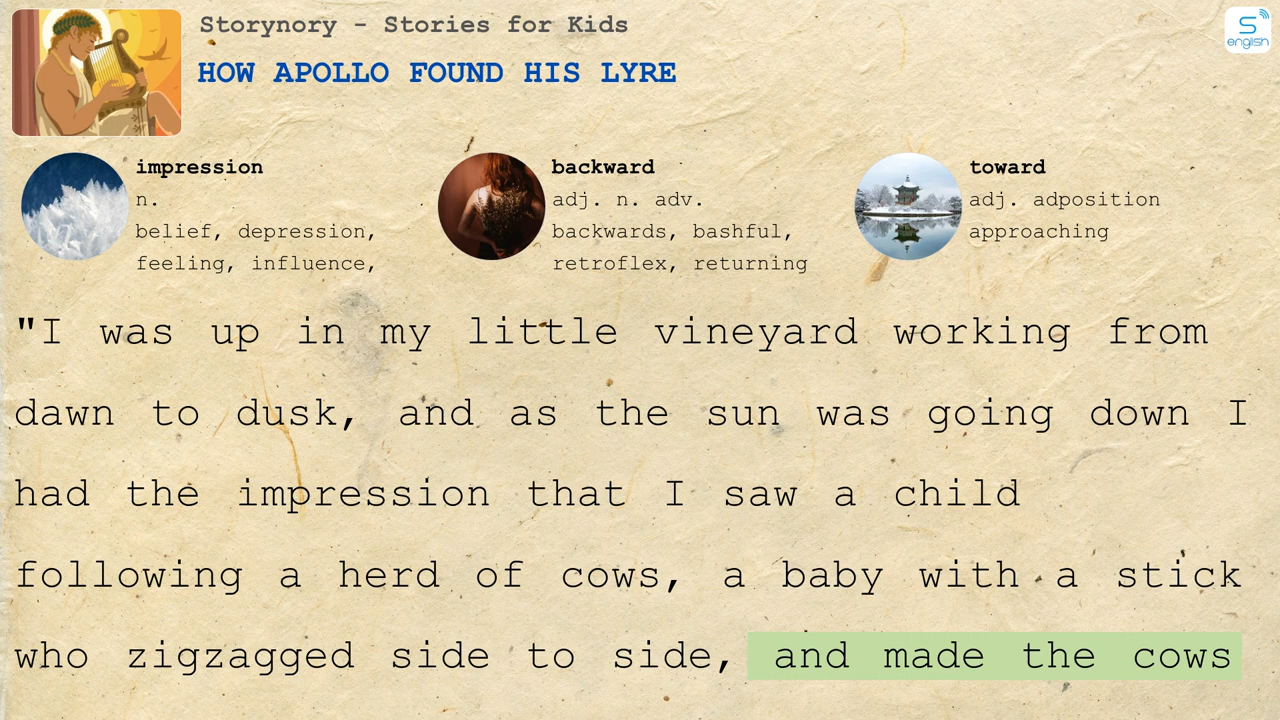 Storynory - Stories for Kids
HOW APOLLO FOUND HIS LYRE
S
english
impression
n.
belief, depression,
feeling, influence,
backward
adj. n. adv.
backwards, bashful,
retroflex, returning
toward
adj. adposition
approaching
"I was up in my little vineyard working from
dawn to dusk, and as the sun was going down I
had the impression that I saw a child
following a herd of cows, a baby with a stick
who zigzagged side to side, and made the cows